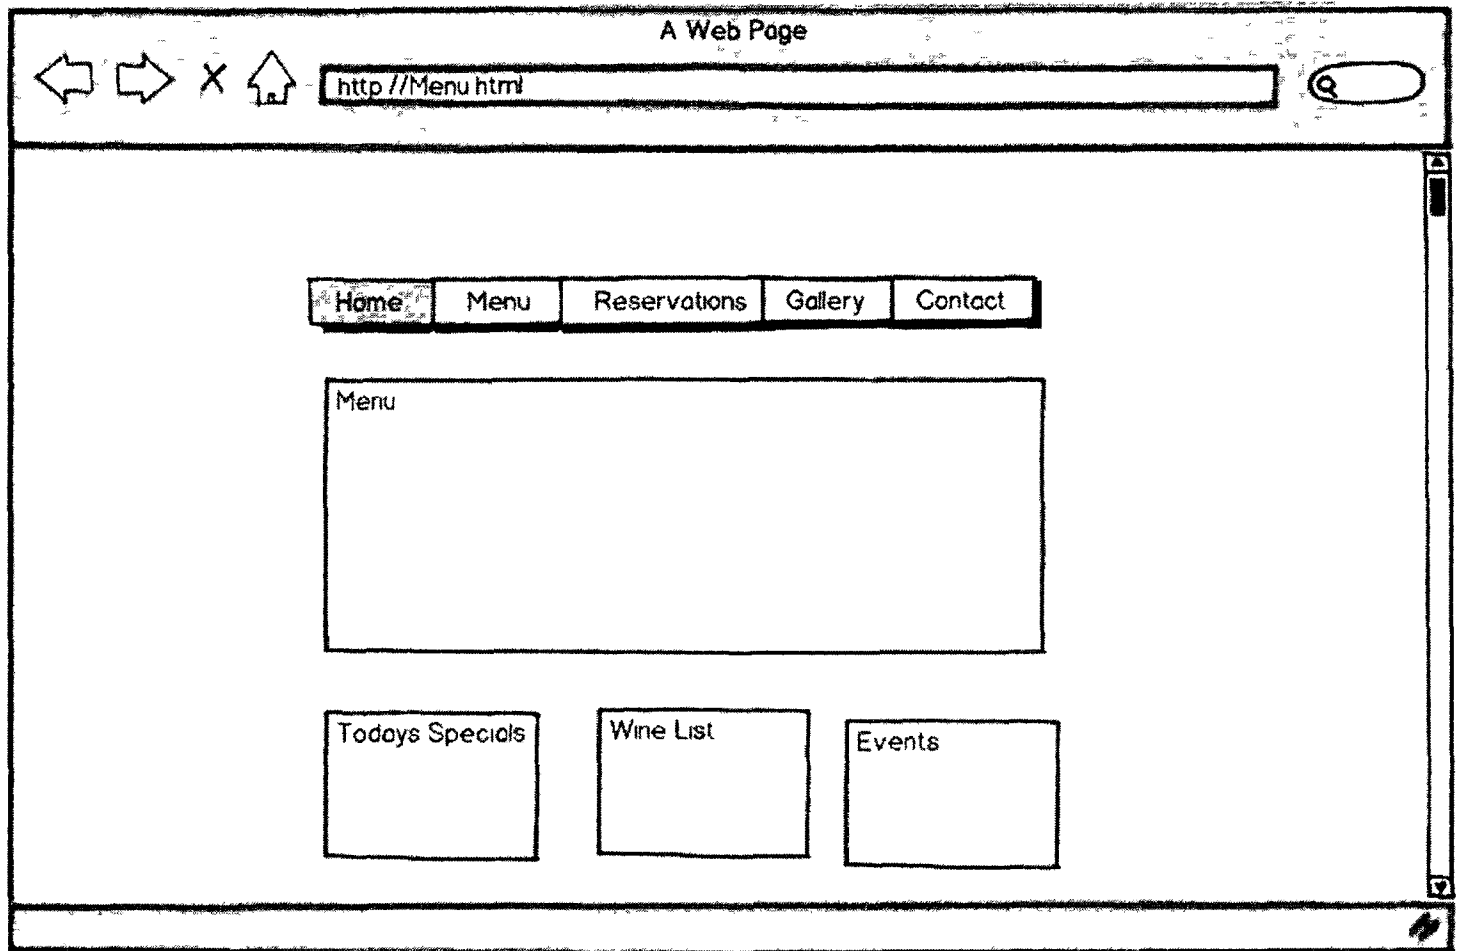 A Web Page
http //Menu html
Home Menu Reservations Gallery Contact
Menu
Todays Specials
Wine List
Events